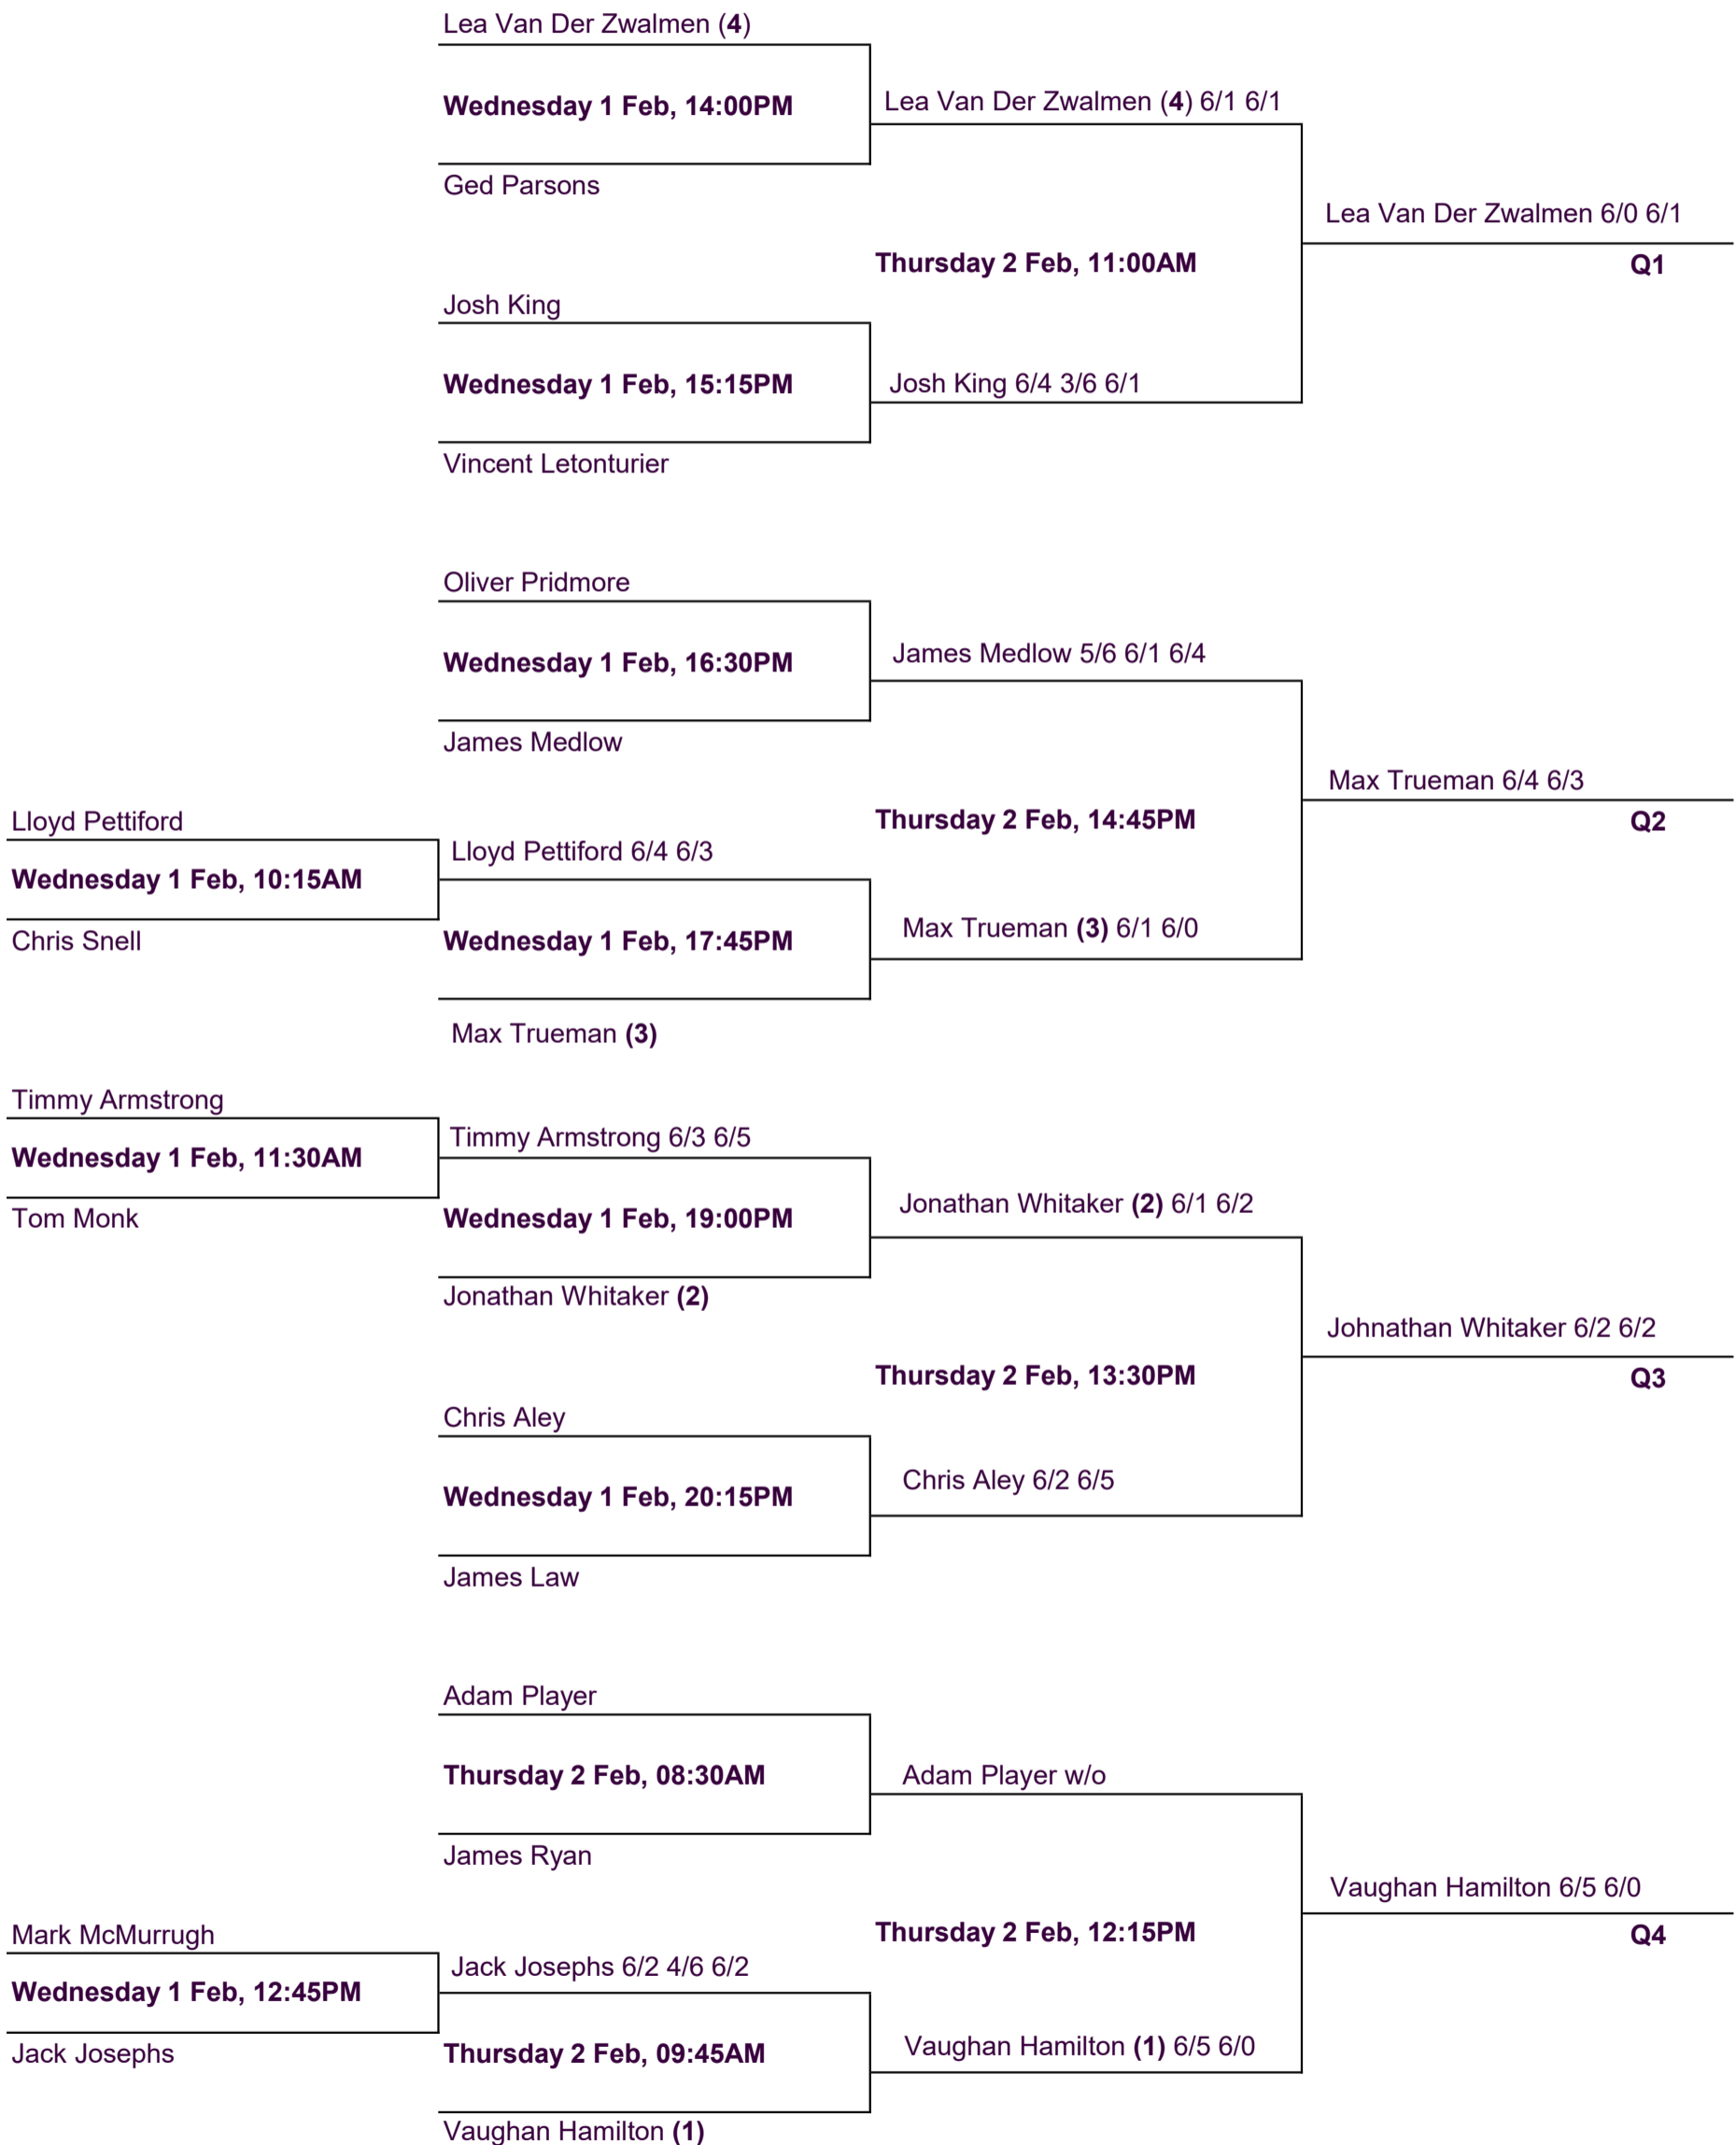 Lea Van Der Zwalmen (4)
Wednesday 1 Feb, 14:00PM
Lea Van Der Zwalmen (4) 6/1 6/1
Ged Parsons
Lea Van Der Zwalmen 6/0 6/1
Thursday 2 Feb, 11:00AM
Q1
Josh King
Wednesday 1 Feb, 15:15PM
Josh King 6/4 3/6 6/1
Vincent Letonturier
Oliver Pridmore
Wednesday 1 Feb, 16:30PM
James Medlow 5/6 6/1 6/4
James Medlow
Max Trueman 6/4 6/3
Lloyd Pettiford
Thursday 2 Feb, 14:45PM
Q2
Lloyd Pettiford 6/4 6/3
Wednesday 1 Feb, 10:15AM
Chris Snell
Wednesday 1 Feb, 17:45PM
Max Trueman (3) 6/1 6/0
Max Trueman (3)
Timmy Armstrong
Timmy Armstrong 6/3 6/5
Wednesday 1 Feb, 11:30AM
Tom Monk
Wednesday 1 Feb, 19:00PM
Jonathan Whitaker (2) 6/1 6/2
Jonathan Whitaker (2)
Johnathan Whitaker 6/2 6/2
Thursday 2 Feb, 13:30PM
Q3
Chris Aley
Wednesday 1 Feb, 20:15PM
Chris Aley 6/2 6/5
James Law
Adam Player
Thursday 2 Feb, 08:30AM
Adam Player w/o
James Ryan
Vaughan Hamilton 6/5 6/0
Mark McMurrugh
Thursday 2 Feb, 12:15PM
Q4
Jack Josephs 6/2 4/6 6/2
Wednesday 1 Feb, 12:45PM
Jack Josephs
Thursday 2 Feb, 09:45AM
Vaughan Hamilton (1) 6/5 6/0
Vaughan Hamilton (1)